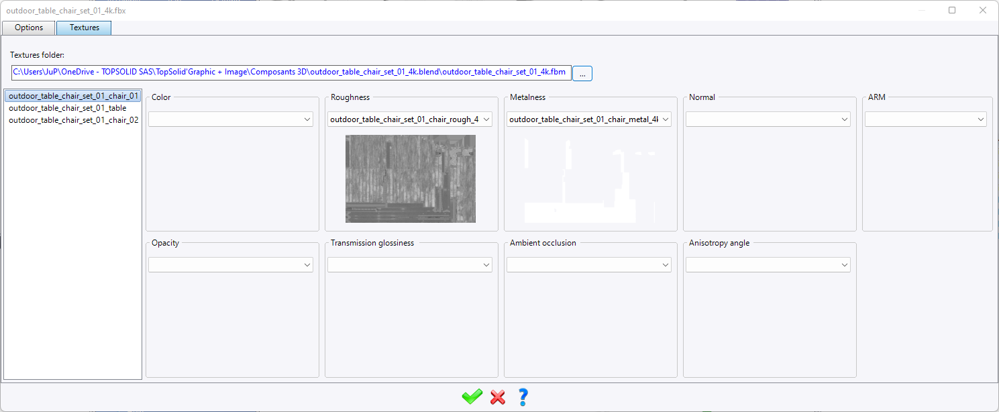 outdoor_table_chair_set_01_4k.fbx
Options
Textures
Textures folder:
C:\Users\JuP\OneDrive - TOPSOLID SAS\TopSolid'Graphic + Image\Composants 3D\outdoor_table_chair_set_01_4k.blend\outdoor_table_chair_set_01_4k.fbm
...
outdoor_table_chair_set_01_chair_01
outdoor_table_chair_set_01_table
outdoor_table_chair_set_01_chair_02
Color
Roughness
Metalness
Normal
ARM
outdoor_table_chair_set_01_chair_rough_4
outdoor_table_chair_set_01_chair_metal_4k
Opacity
Transmission glossiness
Ambient occlusion
Anisotropy angle
?